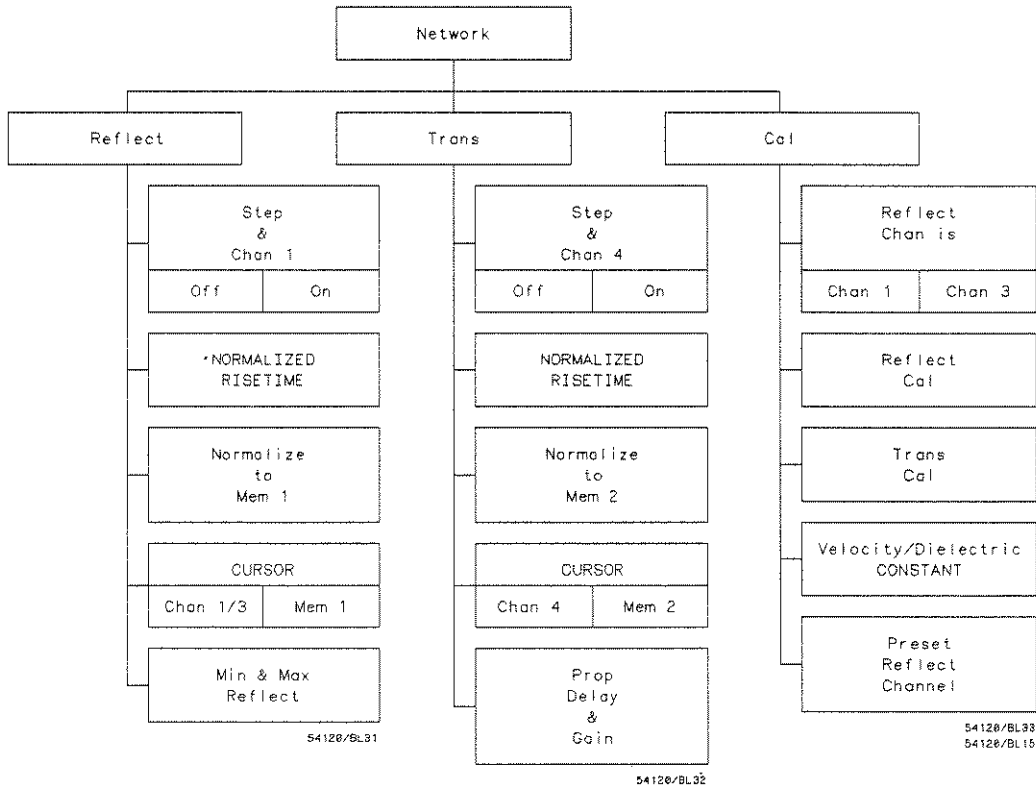 Network
Reflect
Trans
Cal
Step
&
Chan 1
Off
On
*NORMALIZED
RISETIME
Normalize
to
Mem 1
CURSOR
Chan 1/3
Mem 1
Min & Max
Reflect
54120/BL31
Step
&
Chan 4
Off
On
NORMALIZED
RISETIME
Normalize
to
Mem 2
CURSOR
Chan 4
Mem 2
Prop
Delay
&
Gain
54120/BL32
Reflect
Chan is
Chan 1
Chan 3
Reflect
Cal
Trans
Cal
Velocity/Dielectric
CONSTANT
Preset
Reflect
Channel
54120/BL33
54120/BL15